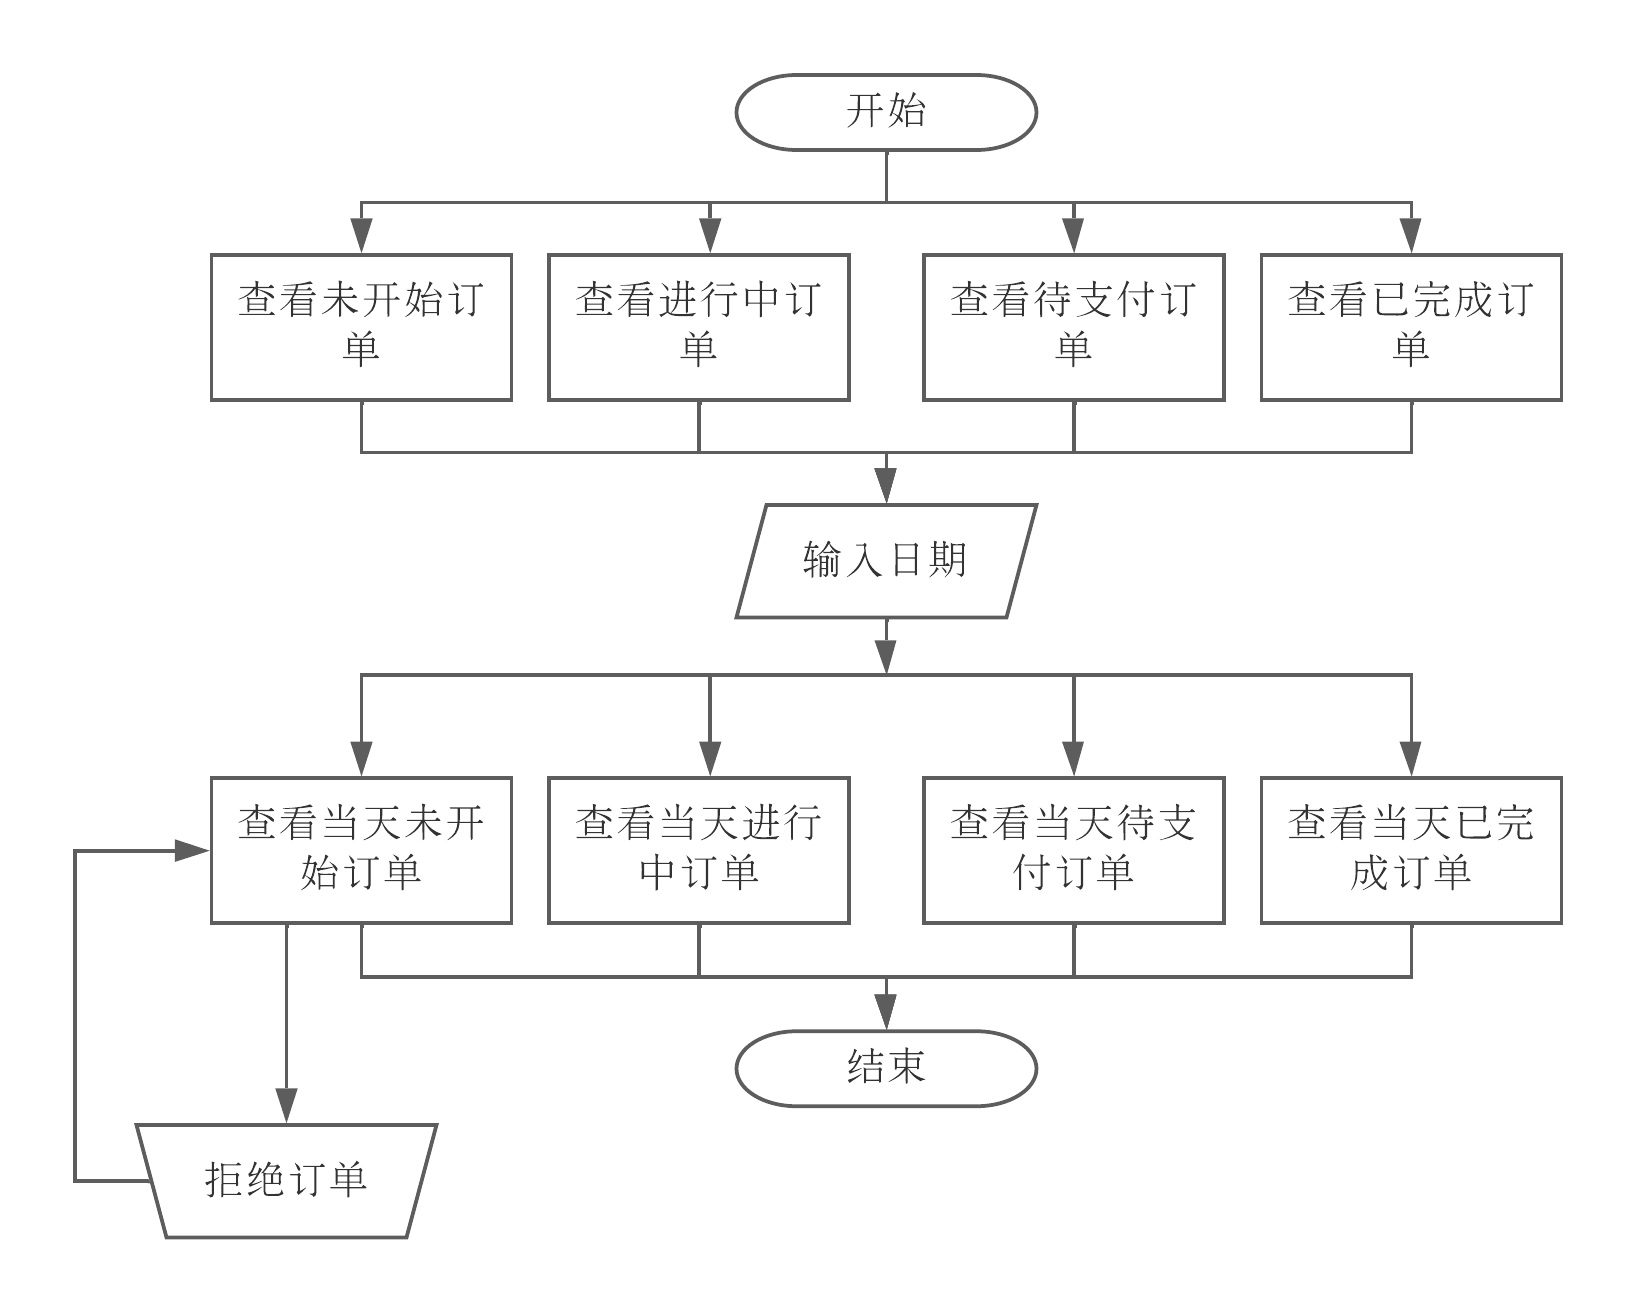 开始
查看未开始订
单
查看进行中订
单
查看待支付订
单
查看已完成订
单
输入日期
查看当天未开
始订单
查看当天进行
中订单
查看当天待支
付订单
查看当天已完
成订单
结束
拒绝订单